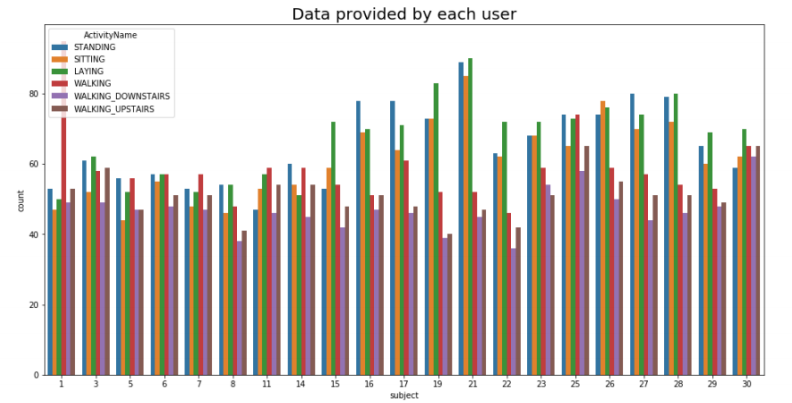 Data provided by each user
ActivityName
STANDING
SITTING
LAYING
WALKING
WALKING_DOWNSTAIRS
WALKING_UPSTAIRS
count
80
60
40
20
0
1 3 5 6 7 8 11 14 15 16 17 19 21 22 23 25 26 27 28 29 30
subject